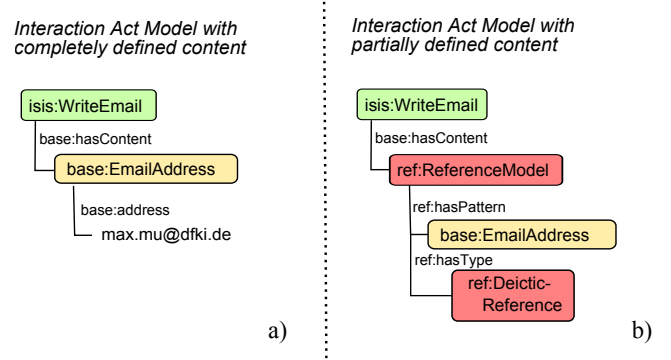 Interaction Act Model with
completely defined content
isis:WriteEmail
base:hasContent
base:EmailAddress
base:address
max.mu@dfki.de
a)
Interaction Act Model with
partially defined content
isis:WriteEmail
base:hasContent
ref:ReferenceModel
ref:hasPattern
base:EmailAddress
ref:hasType
ref:Deictic-
Reference
b)